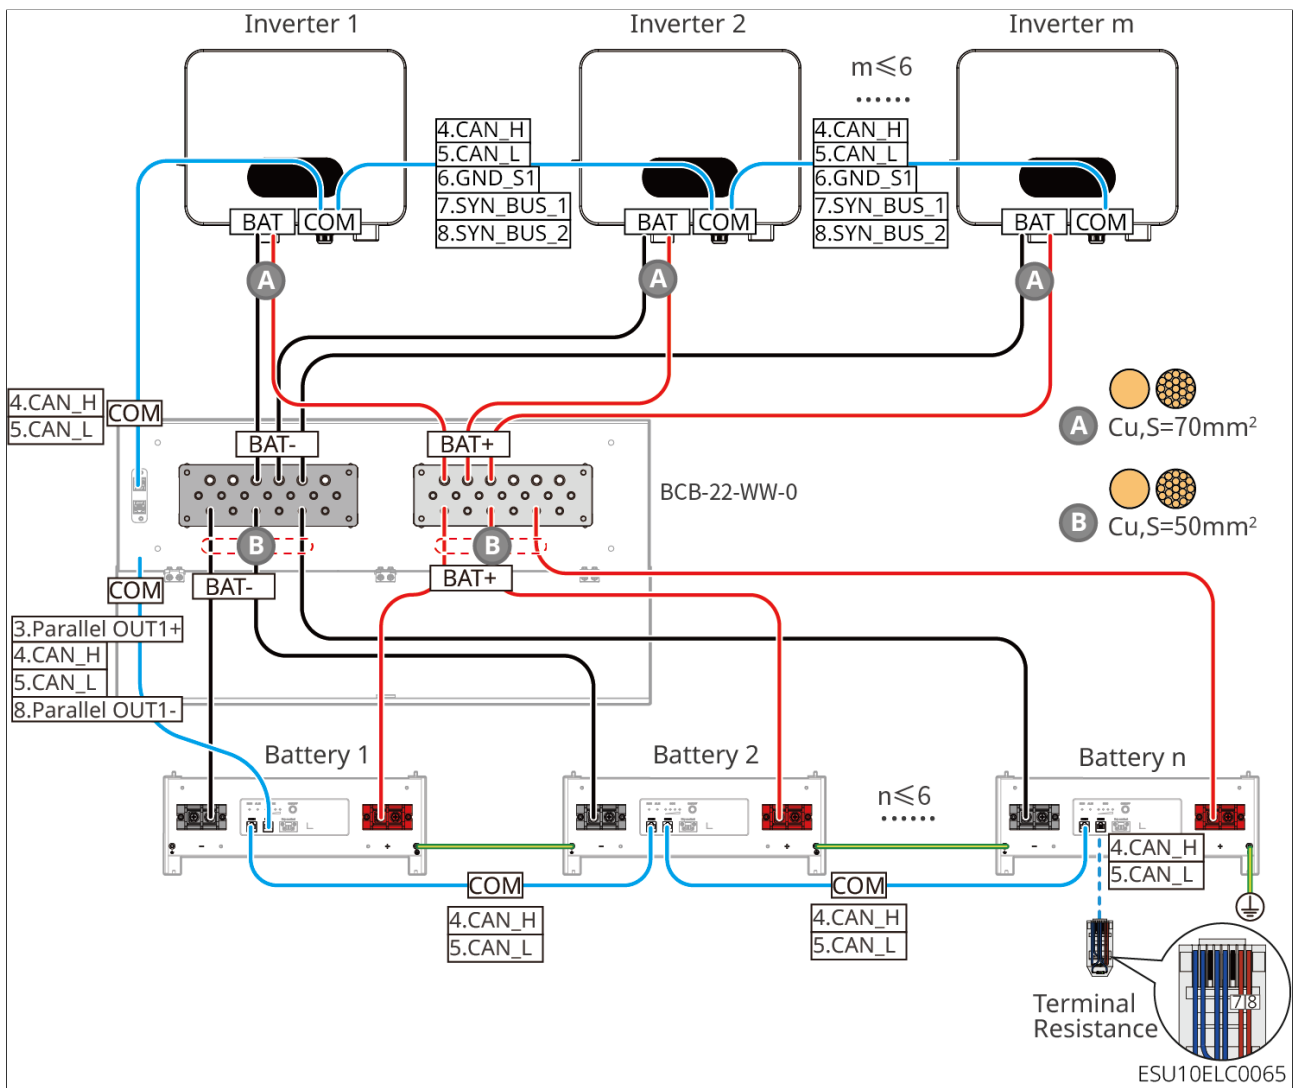 Inverter 1
Inverter 2
Inverter m
m≤6
......
4.CAN_H
5.CAN_L
6.GND_S1
7.SYN_BUS_1
8.SYN_BUS_2
4.CAN_H
5.CAN_L
6.GND_S1
7.SYN_BUS_1
8.SYN_BUS_2
BAT COM
BAT COM
BAT COM
A
A
A
4.CAN_H
5.CAN_L
COM
BAT-
BAT+
A Cu,S=70mm²
BCB-22-WW-0
B Cu,S=50mm²
B
B
COM
BAT-
BAT+
3.Parallel OUT1+
4.CAN_H
5.CAN_L
8.Parallel OUT1-
Battery 1
Battery 2
Battery n
n≤6
......
- +
- +
- +
4.CAN_H
5.CAN_L
COM
4.CAN_H
5.CAN_L
COM
4.CAN_H
5.CAN_L
Terminal
Resistance
7 8
ESU10ELC0065